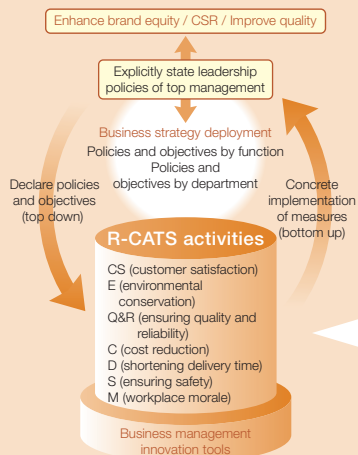 Enhance brand equity / CSR / Improve quality
Explicitly state leadership
policies of top management
Business strategy deployment
Policies and objectives by function
Policies and
objectives by department
Declare policies
and objectives
(top down)
Concrete
implementation
of measures
(bottom up)
R-CATS activities
CS (customer satisfaction)
E (environmental
conservation)
Q&R (ensuring quality and
reliability)
C (cost reduction)
D (shortening delivery time)
S (ensuring safety)
M (workplace morale)
Business management
innovation tools